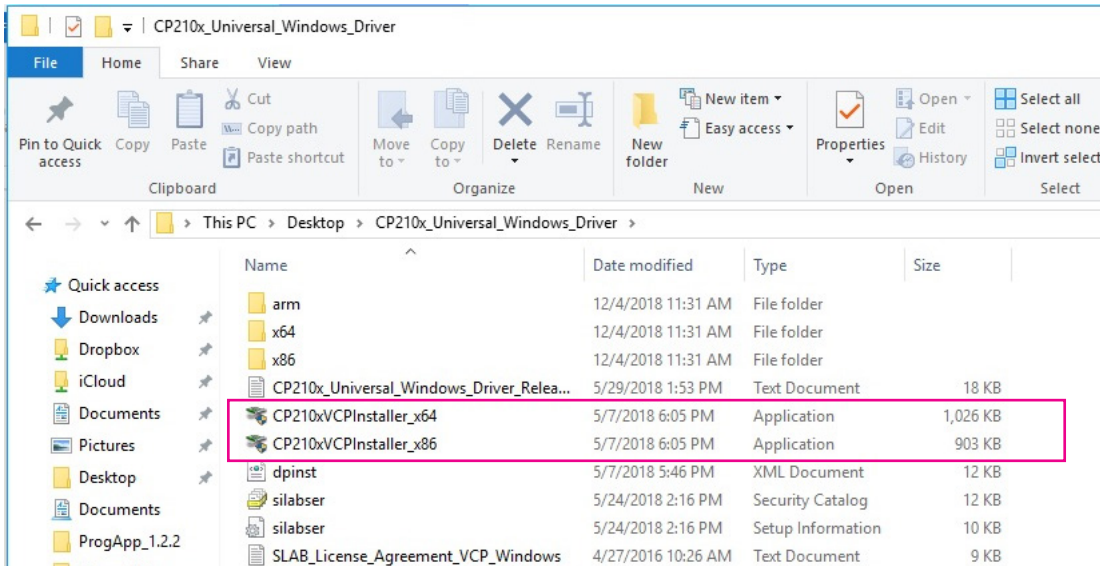 CP210x_Universal_Windows_Driver
File Home Share View
Pin to Quick access
Copy
Paste
Cut
Copy path
Paste shortcut
Clipboard
Move to
Copy to
Delete
Rename
Organize
New folder
New item
Easy access
New
Properties
Open
Edit
History
Open
Select all
Select none
Invert select
Select
This PC > Desktop > CP210x_Universal_Windows_Driver >
Name Date modified Type Size
Quick access
Downloads
Dropbox
iCloud
Documents
Pictures
Desktop
Documents
ProgApp_1.2.2
arm 12/4/2018 11:31 AM File folder
x64 12/4/2018 11:31 AM File folder
x86 12/4/2018 11:31 AM File folder
CP210x_Universal_Windows_Driver_Relea... 5/29/2018 1:53 PM Text Document 18 KB
CP210xVCPInstaller_x64 5/7/2018 6:05 PM Application 1,026 KB
CP210xVCPInstaller_x86 5/7/2018 6:05 PM Application 903 KB
dpinst 5/7/2018 5:46 PM XML Document 12 KB
silabser 5/24/2018 2:16 PM Security Catalog 12 KB
silabser 5/24/2018 2:16 PM Setup Information 10 KB
SLAB_License_Agreement_VCP_Windows 4/27/2016 10:26 AM Text Document 9 KB